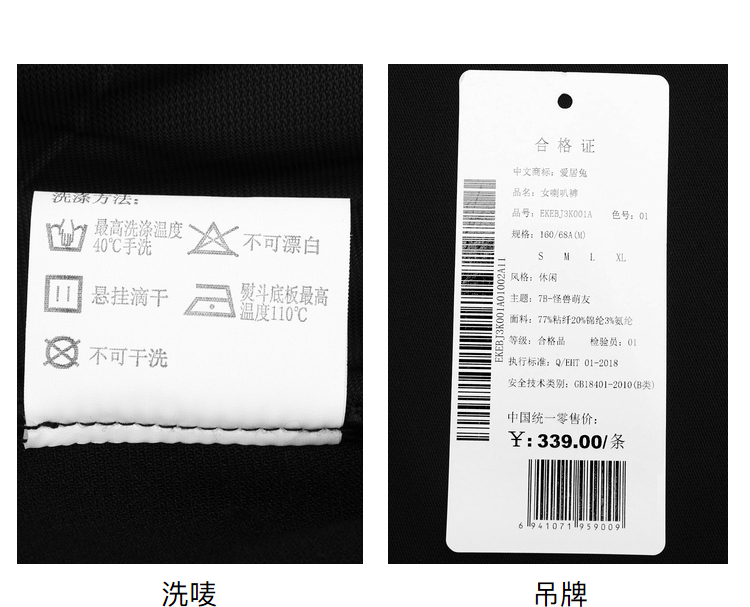 洗涤方法:
最高洗涤温度
40℃手洗
不可漂白
悬挂滴干
熨斗底板最高
温度110℃
不可干洗
洗唛
合格证
中文商标: 爱居兔
品名: 女喇叭裤
品号: EKEBJ3K001A 色号: 01
规格: 160/68A(M)
S M L XL
风格: 休闲
主题: 7B-怪兽萌友
面料: 77%粘纤20%锦纶3%氨纶
等级: 合格品 检验员: 01
执行标准: Q/EHT 01-2018
安全技术类别: GB18401-2010(B类)
中国统一零售价:
¥: 339.00/条
6 941071 959009
EKEBJ3K001A01002A11
吊牌